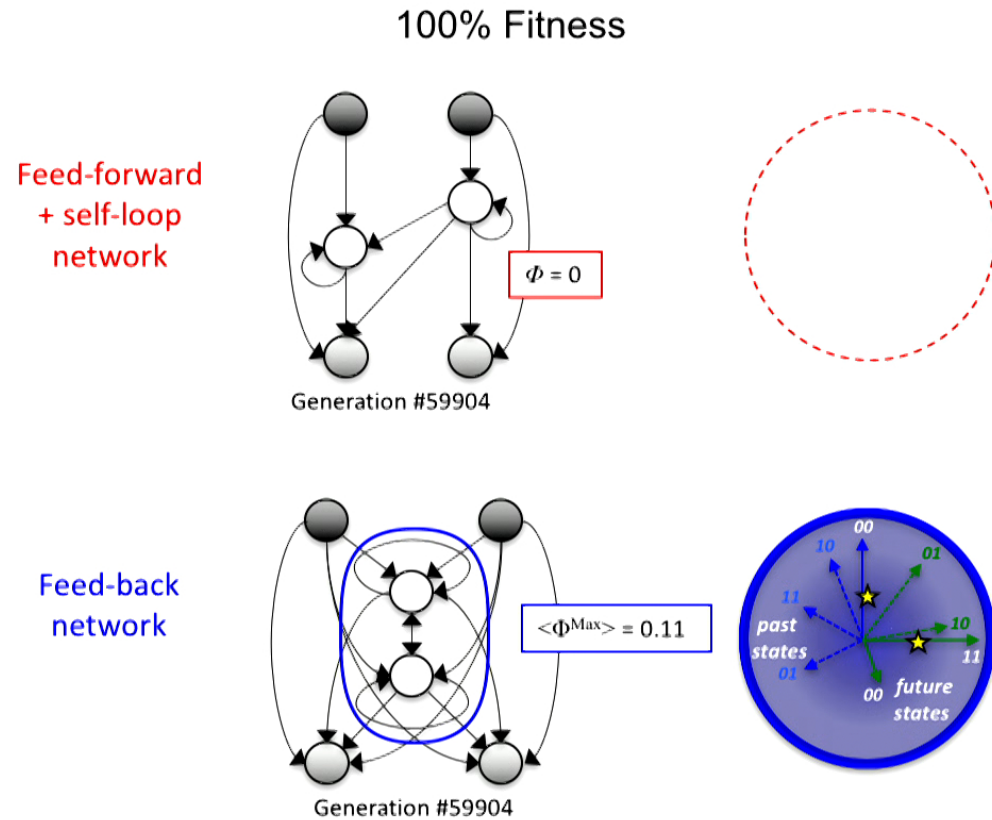 100% Fitness
Feed-forward
+ self-loop
network
Φ = 0
Generation #59904
Feed-back
network
<Φ^Max> = 0.11
00
10
01
11
past
states
01
10
11
00
future
states
Generation #59904